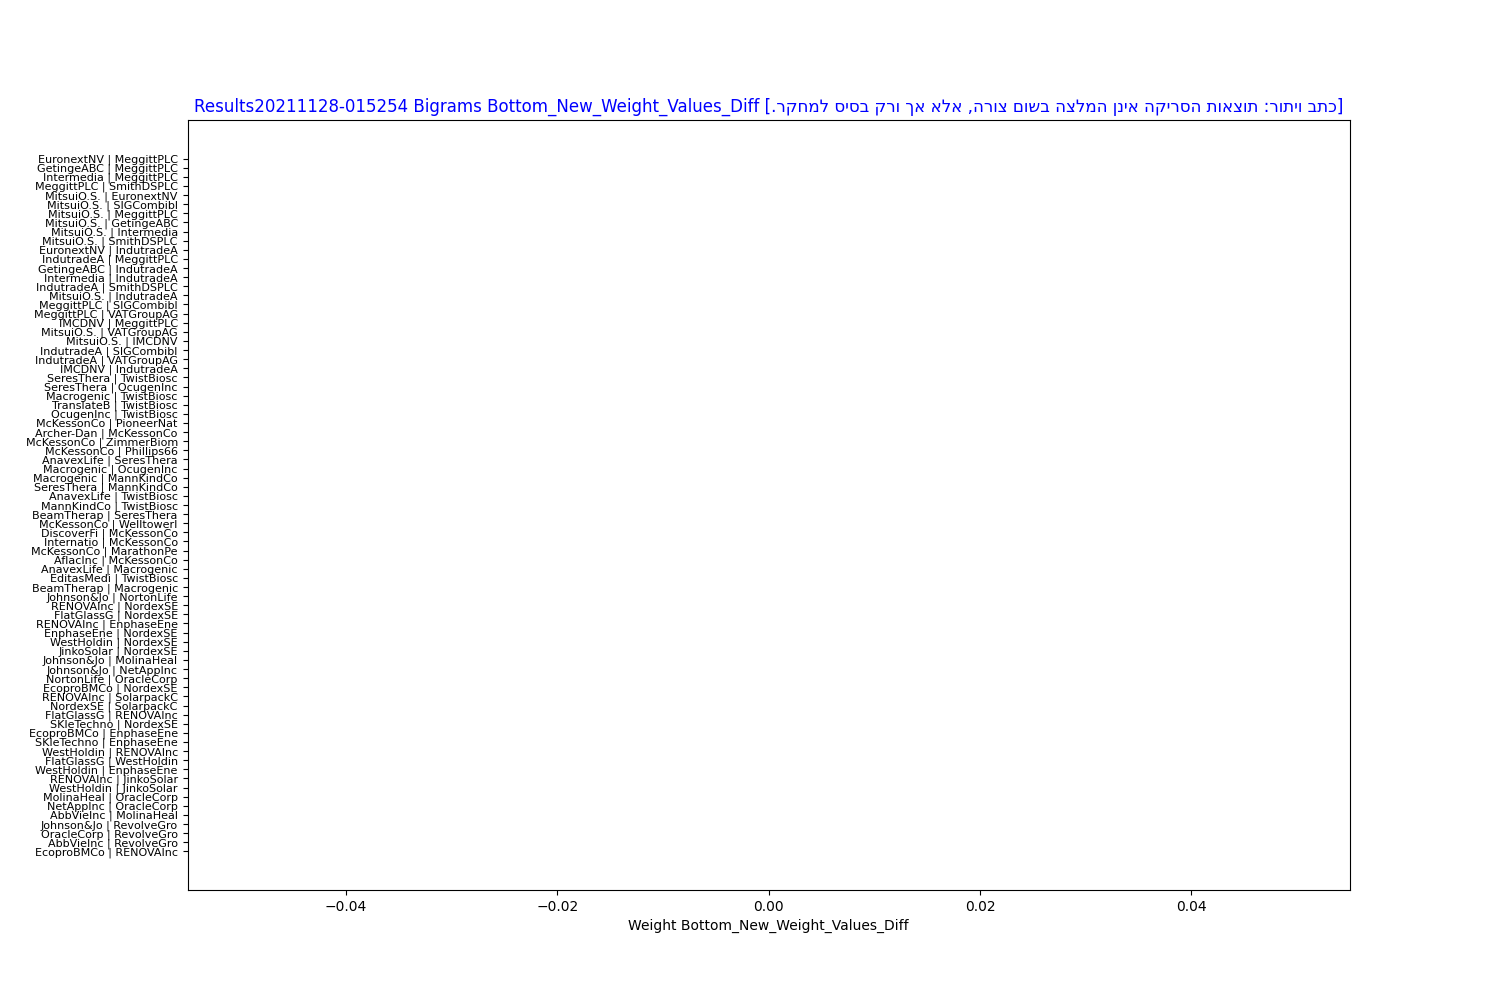 Results20211128-015254 Bigrams Bottom_New_Weight_Values_Diff [כתב ויתור: תוצאות הסריקה אינן המלצה בשום צורה, אלא אך ורק בסיס למחקר.]
EuronextNV | MeggittPLC
GetingeABC | MeggittPLC
Intermedia | MeggittPLC
MeggittPLC | SmithDSPLC
MitsuiO.S. | EuronextNV
MitsuiO.S. | SIGCombibl
MitsuiO.S. | MeggittPLC
MitsuiO.S. | GetingeABC
MitsuiO.S. | Intermedia
MitsuiO.S. | SmithDSPLC
EuronextNV | IndutradeA
IndutradeA | MeggittPLC
GetingeABC | IndutradeA
Intermedia | IndutradeA
IndutradeA | SmithDSPLC
MitsuiO.S. | IndutradeA
MeggittPLC | SIGCombibl
MeggittPLC | VATGroupAG
IMCDNV | MeggittPLC
MitsuiO.S. | VATGroupAG
MitsuiO.S. | IMCDNV
IndutradeA | SIGCombibl
IndutradeA | VATGroupAG
IMCDNV | IndutradeA
SeresThera | TwistBiosc
SeresThera | OcugenInc
Macrogenic | TwistBiosc
TranslateB | TwistBiosc
OcugenInc | TwistBiosc
McKessonCo | PioneerNat
Archer-Dan | McKessonCo
McKessonCo | ZimmerBiom
McKessonCo | Phillips66
AnavexLife | SeresThera
Macrogenic | OcugenInc
Macrogenic | MannKindCo
SeresThera | MannKindCo
AnavexLife | TwistBiosc
MannKindCo | TwistBiosc
BeamTherap | SeresThera
McKessonCo | WelltowerI
DiscoverFi | McKessonCo
Internatio | McKessonCo
McKessonCo | MarathonPe
AflacInc | McKessonCo
AnavexLife | Macrogenic
EditasMedi | TwistBiosc
BeamTherap | Macrogenic
Johnson&Jo | NortonLife
RENOVAInc | NordexSE
FlatGlassG | NordexSE
RENOVAInc | EnphaseEne
EnphaseEne | NordexSE
WestHoldin | NordexSE
JinkoSolar | NordexSE
Johnson&Jo | MolinaHeal
Johnson&Jo | NetAppInc
NortonLife | OracleCorp
EcoproBMCo | NordexSE
RENOVAInc | SolarpackC
NordexSE | SolarpackC
FlatGlassG | RENOVAInc
SKIeTechno | NordexSE
EcoproBMCo | EnphaseEne
SKIeTechno | EnphaseEne
WestHoldin | RENOVAInc
FlatGlassG | WestHoldin
WestHoldin | EnphaseEne
RENOVAInc | JinkoSolar
WestHoldin | JinkoSolar
MolinaHeal | OracleCorp
NetAppInc | OracleCorp
AbbVieInc | MolinaHeal
Johnson&Jo | RevolveGro
OracleCorp | RevolveGro
AbbVieInc | RevolveGro
EcoproBMCo | RENOVAInc
−0.04 −0.02 0.00 0.02 0.04
Weight Bottom_New_Weight_Values_Diff